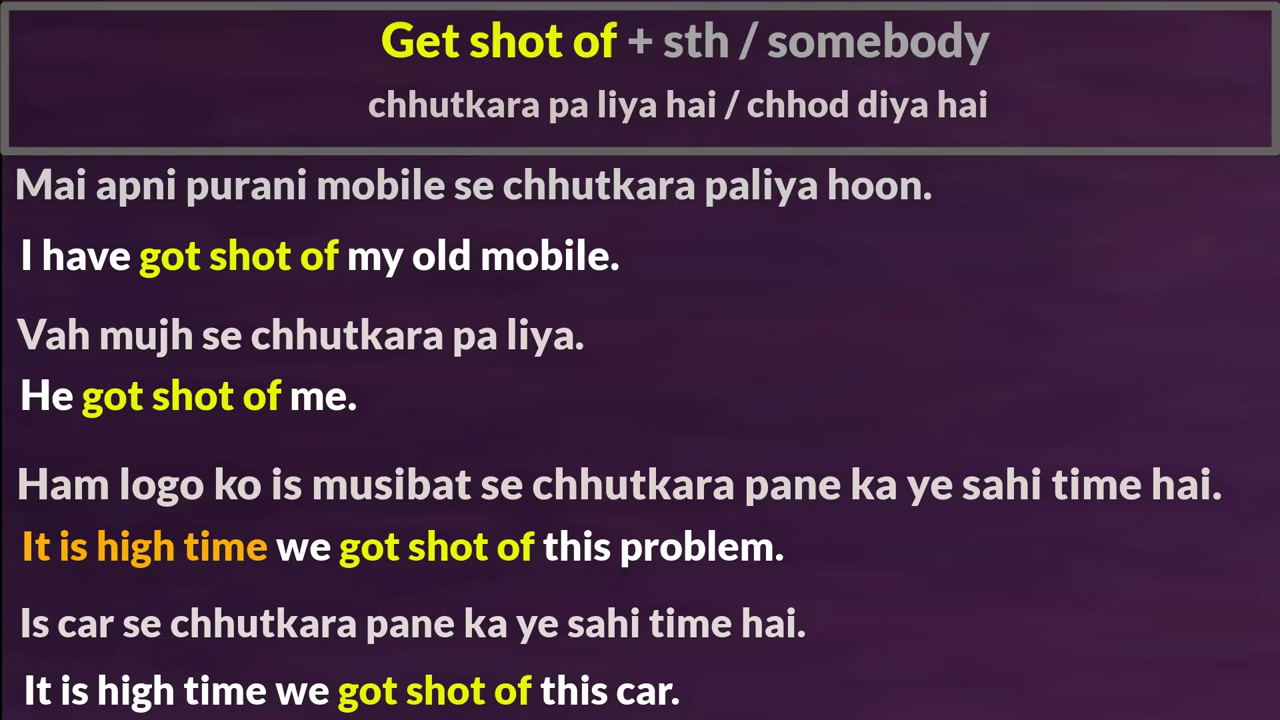 Get shot of + sth / somebody
chhutkara pa liya hai / chhod diya hai
Mai apni purani mobile se chhutkara paliya hoon.
I have got shot of my old mobile.
Vah mujh se chhutkara pa liya.
He got shot of me.
Ham logo ko is musibat se chhutkara pane ka ye sahi time hai.
It is high time we got shot of this problem.
Is car se chhutkara pane ka ye sahi time hai.
It is high time we got shot of this car.